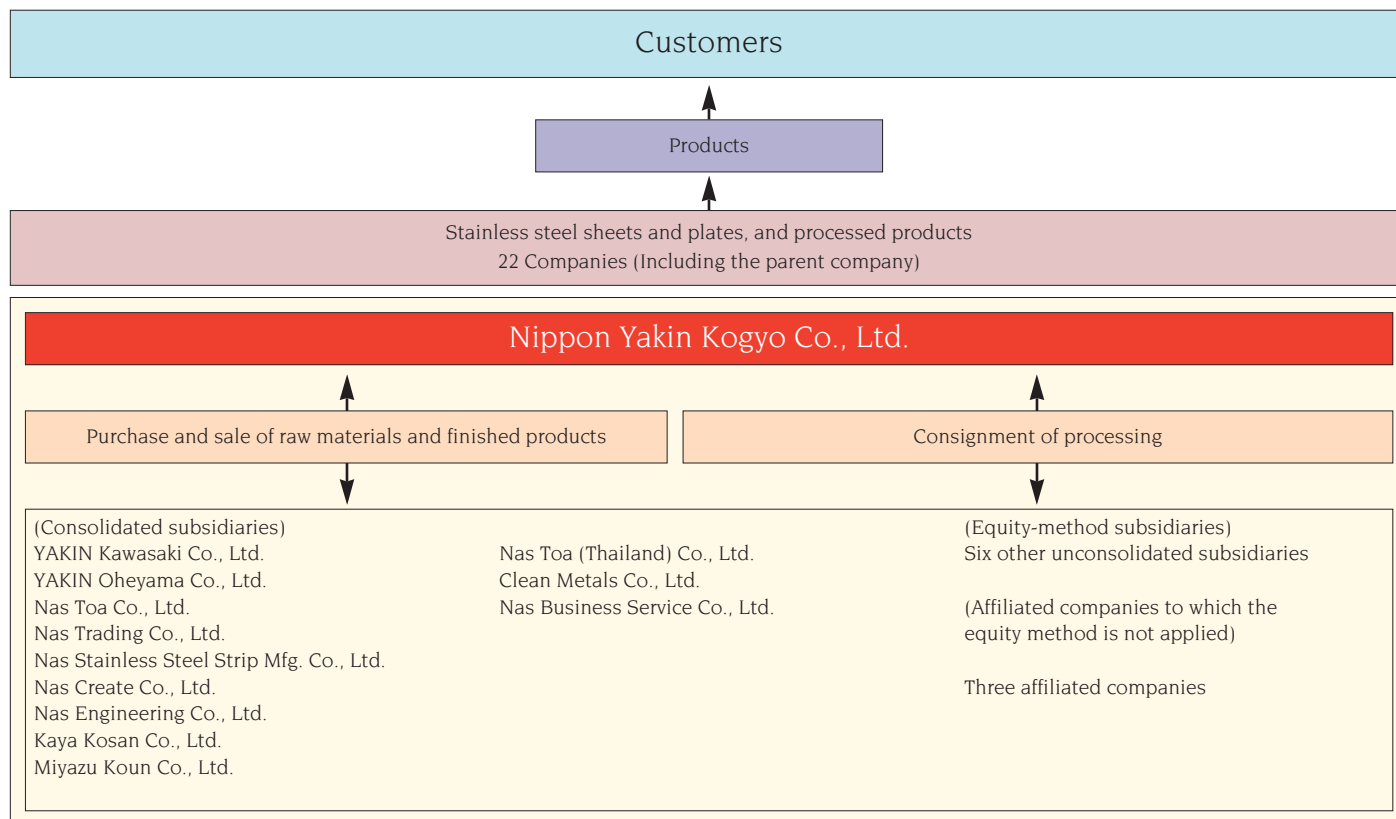 Customers
Products
Stainless steel sheets and plates, and processed products
22 Companies (Including the parent company)
Nippon Yakin Kogyo Co., Ltd.
Purchase and sale of raw materials and finished products
Consignment of processing
(Consolidated subsidiaries)
YAKIN Kawasaki Co., Ltd.
YAKIN Oheyama Co., Ltd.
Nas Toa Co., Ltd.
Nas Trading Co., Ltd.
Nas Stainless Steel Strip Mfg. Co., Ltd.
Nas Create Co., Ltd.
Nas Engineering Co., Ltd.
Kaya Kosan Co., Ltd.
Miyazu Koun Co., Ltd.
Nas Toa (Thailand) Co., Ltd.
Clean Metals Co., Ltd.
Nas Business Service Co., Ltd.
(Equity-method subsidiaries)
Six other unconsolidated subsidiaries
(Affiliated companies to which the
equity method is not applied)
Three affiliated companies